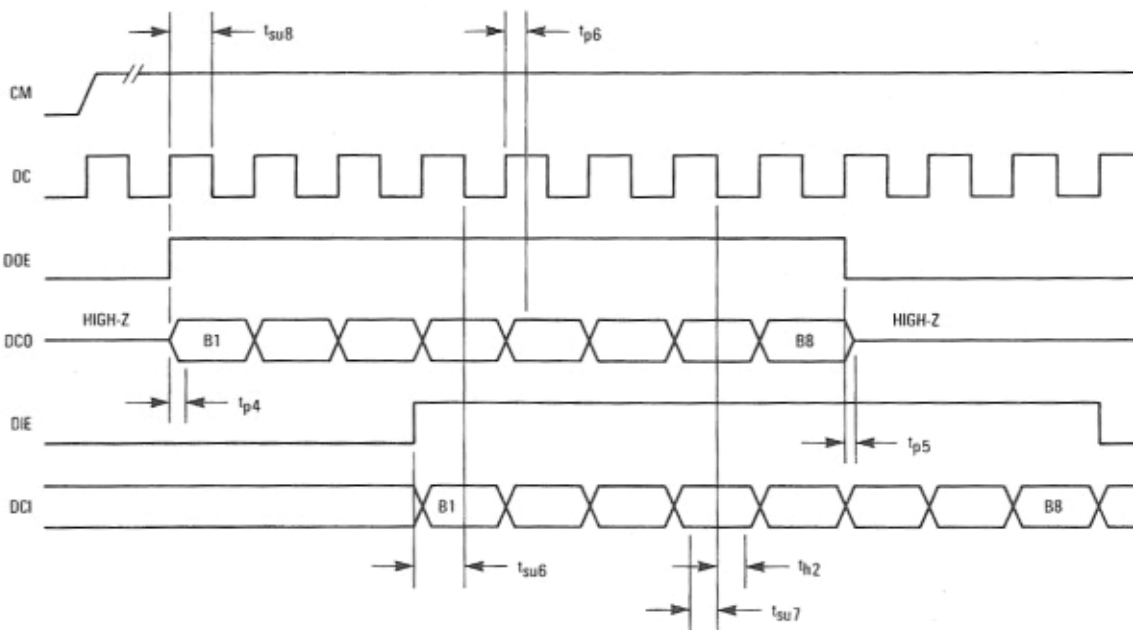 tsu8
tp6
CM
DC
DOE
HIGH-Z
HIGH-Z
DCO
B1
B8
tp4
DIE
tp5
DCI
B1
B8
tsu6
th2
tsu7